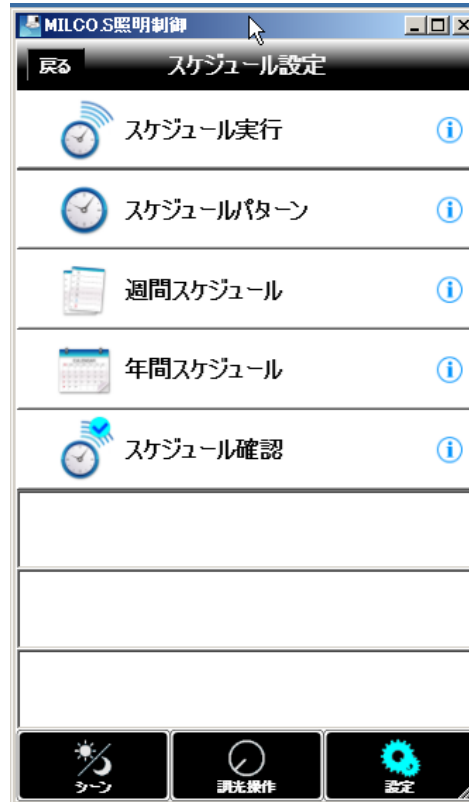 MILCO.S照明制御
戻る スケジュール設定
スケジュール実行
スケジュールパターン
週間スケジュール
年間スケジュール
スケジュール確認
シーン 調光操作 設定